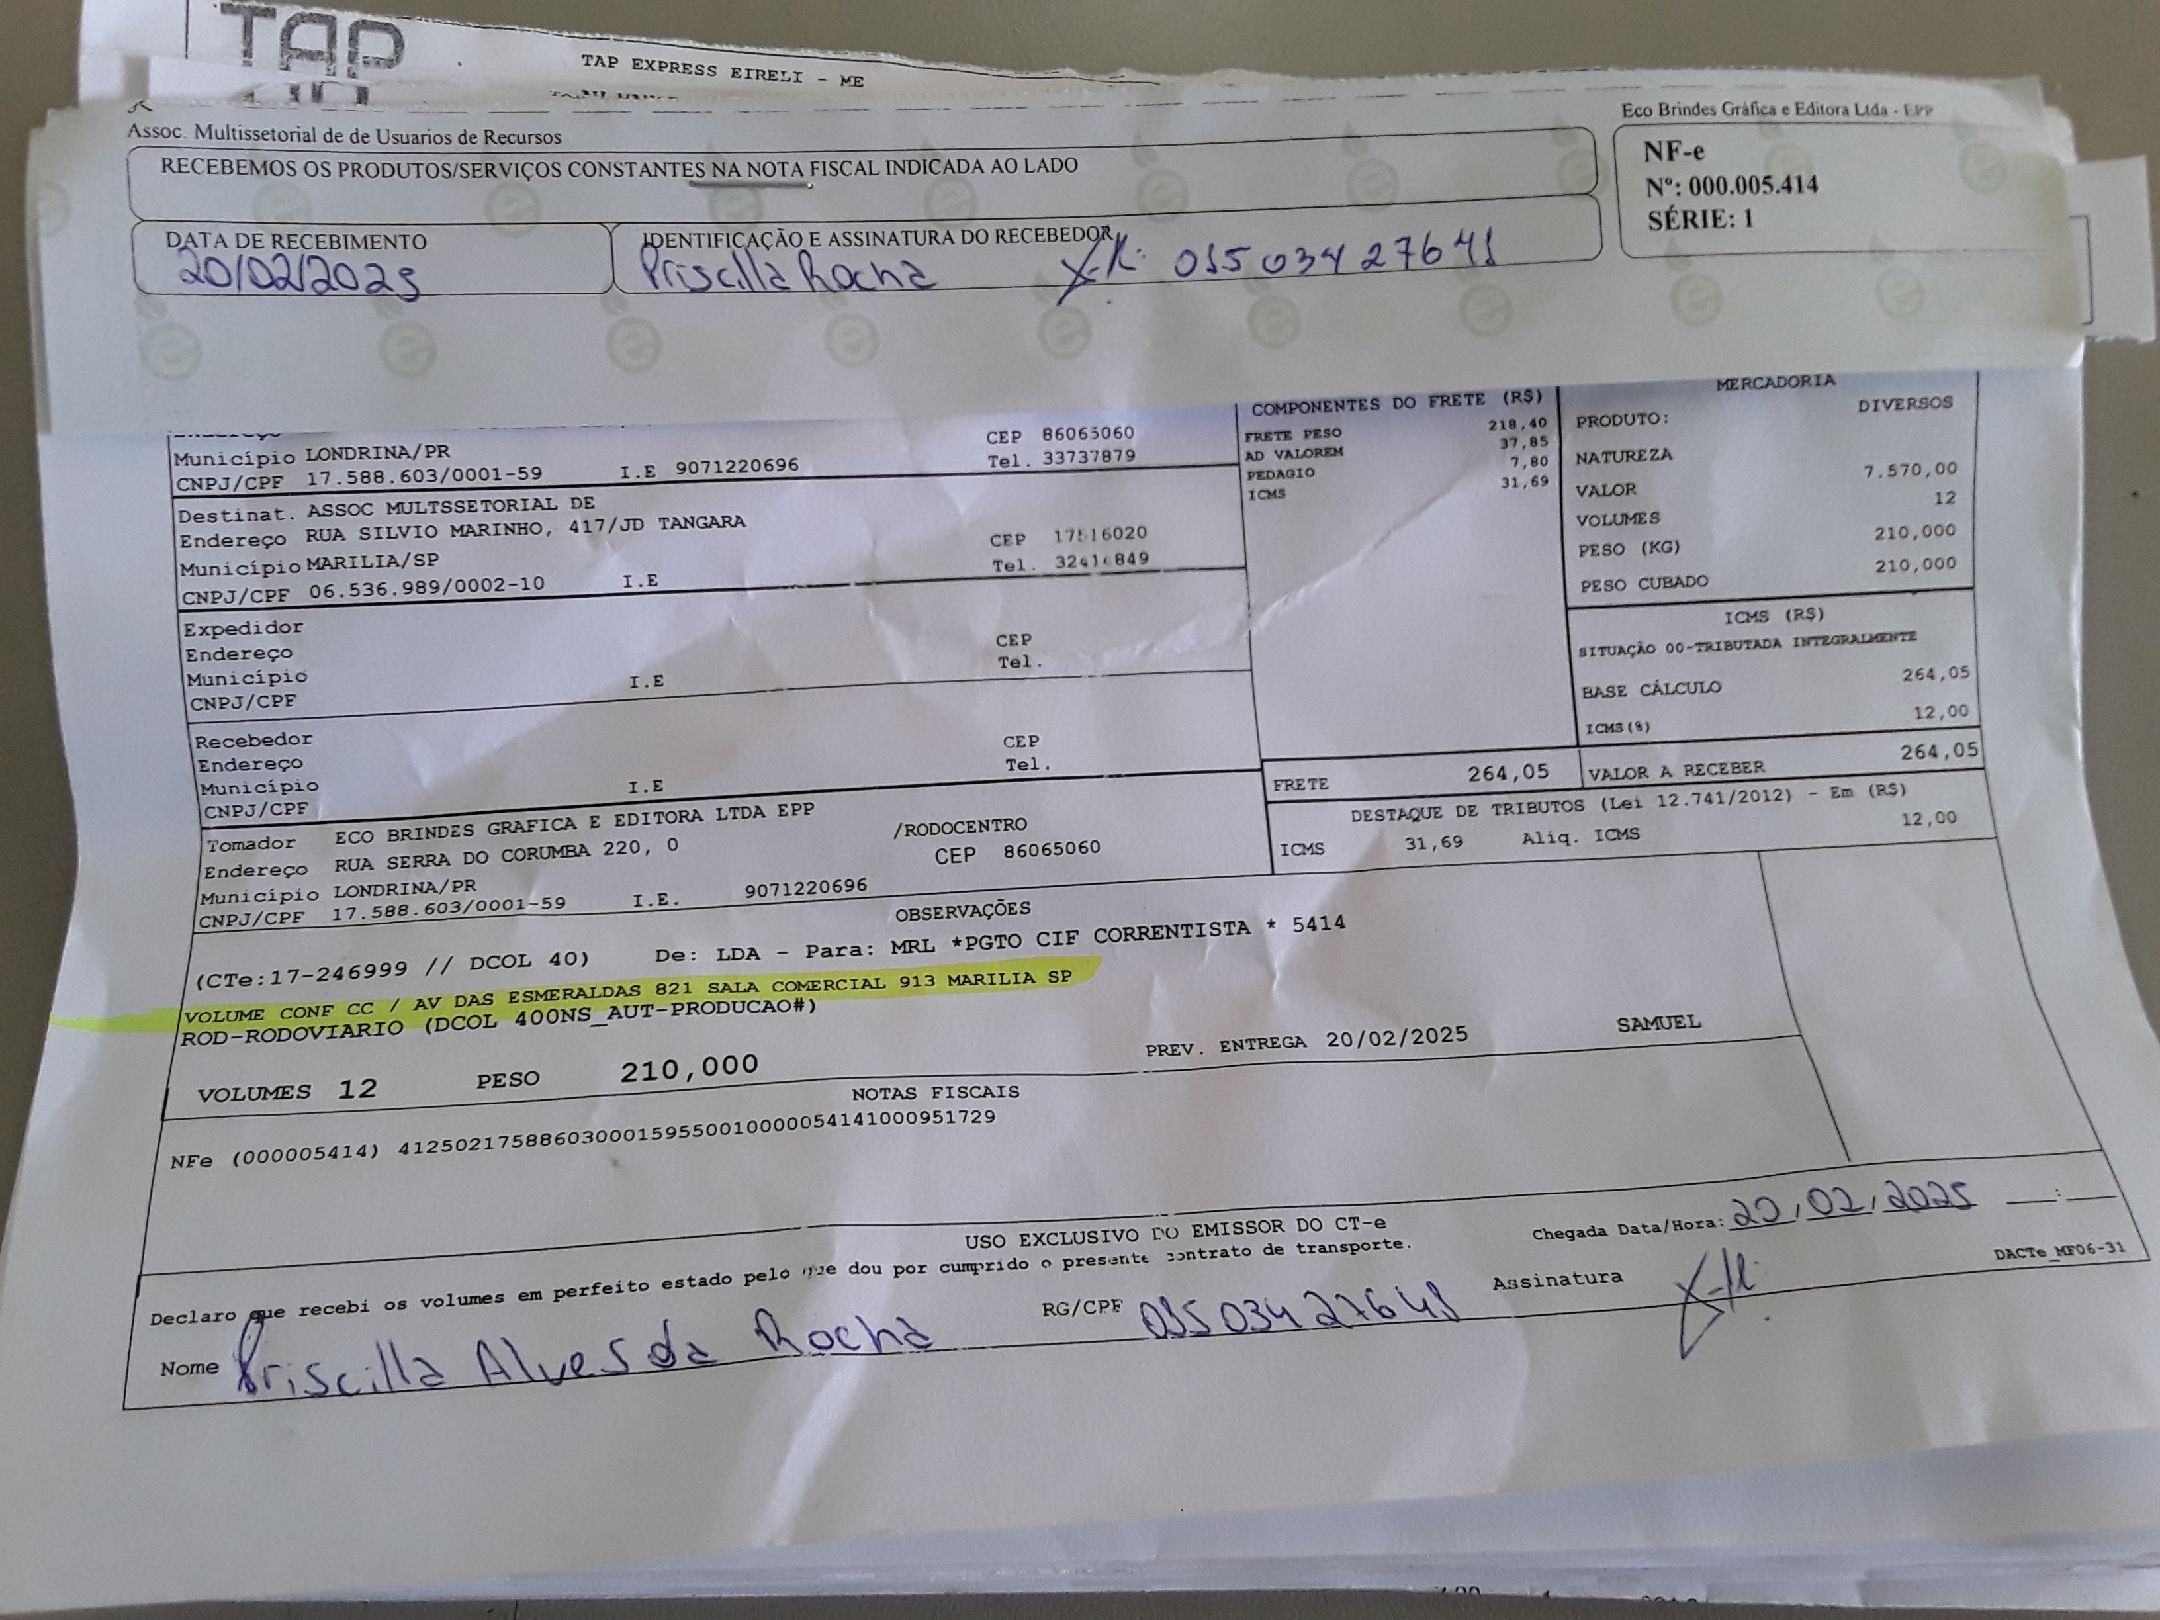 TAP
TAP EXPRESS EIRELI - ME
Assoc. Multissetorial de de Usuarios de Recursos
Eco Brindes Gráfica e Editora Ltda - EPP
RECEBEMOS OS PRODUTOS/SERVIÇOS CONSTANTES NA NOTA FISCAL INDICADA AO LADO
NF-e
Nº: 000.005.414
SÉRIE: 1
DATA DE RECEBIMENTO
20/02/2025
IDENTIFICAÇÃO E ASSINATURA DO RECEBEDOR
Priscilla Rocha 05503427648
Município LONDRINA/PR CEP 86065060
CNPJ/CPF 17.588.603/0001-59 I.E 9071220696 Tel. 33737879
Destinat. ASSOC MULTSSETORIAL DE
Endereço RUA SILVIO MARINHO, 417/JD TANGARA CEP 17516020
Município MARILIA/SP Tel.
CNPJ/CPF 06.536.989/0002-10 I.E
Expedidor
Endereço CEP
Município I.E Tel.
CNPJ/CPF
Recebedor
Endereço CEP
Município I.E Tel.
CNPJ/CPF
Tomador ECO BRINDES GRAFICA E EDITORA LTDA EPP
Endereço RUA SERRA DO CORUMBA 220, 0 /RODOCENTRO
Município LONDRINA/PR CEP 86065060
CNPJ/CPF 17.588.603/0001-59 I.E. 9071220696
COMPONENTES DO FRETE (R$)
FRETE PESO 218,40
AD VALOREM 37,85
PEDAGIO 7,80
ICMS 31,69
MERCADORIA
PRODUTO: DIVERSOS
NATUREZA
VALOR 7.570,00
VOLUMES 12
PESO (KG) 210,000
PESO CUBADO 210,000
ICMS (R$)
SITUAÇÃO 00-TRIBUTADA INTEGRALMENTE
BASE CÁLCULO 264,05
ICMS(%) 12,00
FRETE 264,05 VALOR A RECEBER 264,05
DESTAQUE DE TRIBUTOS (Lei 12.741/2012) - Em (R$)
ICMS 31,69 Aliq. ICMS 12,00
OBSERVAÇÕES
(CTe:17-246999 // DCOL 40) De: LDA - Para: MRL *PGTO CIF CORRENTISTA * 5414
VOLUME CONF CC / AV DAS ESMERALDAS 821 SALA COMERCIAL 913 MARILIA SP
ROD-RODOVIARIO (DCOL 400NS_AUT-PRODUCAO#)
VOLUMES 12 PESO 210,000 PREV. ENTREGA 20/02/2025 SAMUEL
NOTAS FISCAIS
NFe (000005414) 41250217588603000159550010000054141000951729
USO EXCLUSIVO DO EMISSOR DO CT-e
Declaro que recebi os volumes em perfeito estado pelo que dou por cumprido o presente contrato de transporte.
Chegada Data/Hora: 20/02/2025 __:__
Nome Priscilla Alves da Rocha RG/CPF 05503427648 Assinatura
DACTe_MF06-31